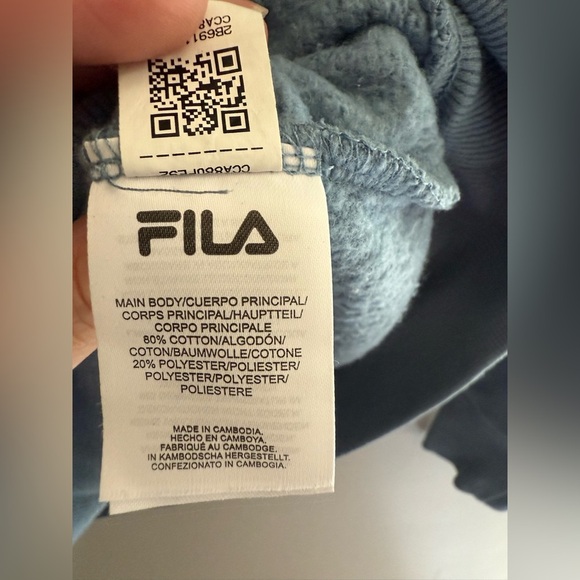 FILA
MAIN BODY/CUERPO PRINCIPAL/
CORPS PRINCIPAL/HAUPTTEIL/
CORPO PRINCIPALE
80% COTTON/ALGODÓN/
COTON/BAUMWOLLE/COTONE
20% POLYESTER/POLIESTER/
POLYESTER/POLYESTER/
POLIESTERE
MADE IN CAMBODIA.
HECHO EN CAMBOYA.
FABRIQUÉ AU CAMBODGE.
IN KAMBODSCHA HERGESTELLT.
CONFEZIONATO IN CAMBOGIA.